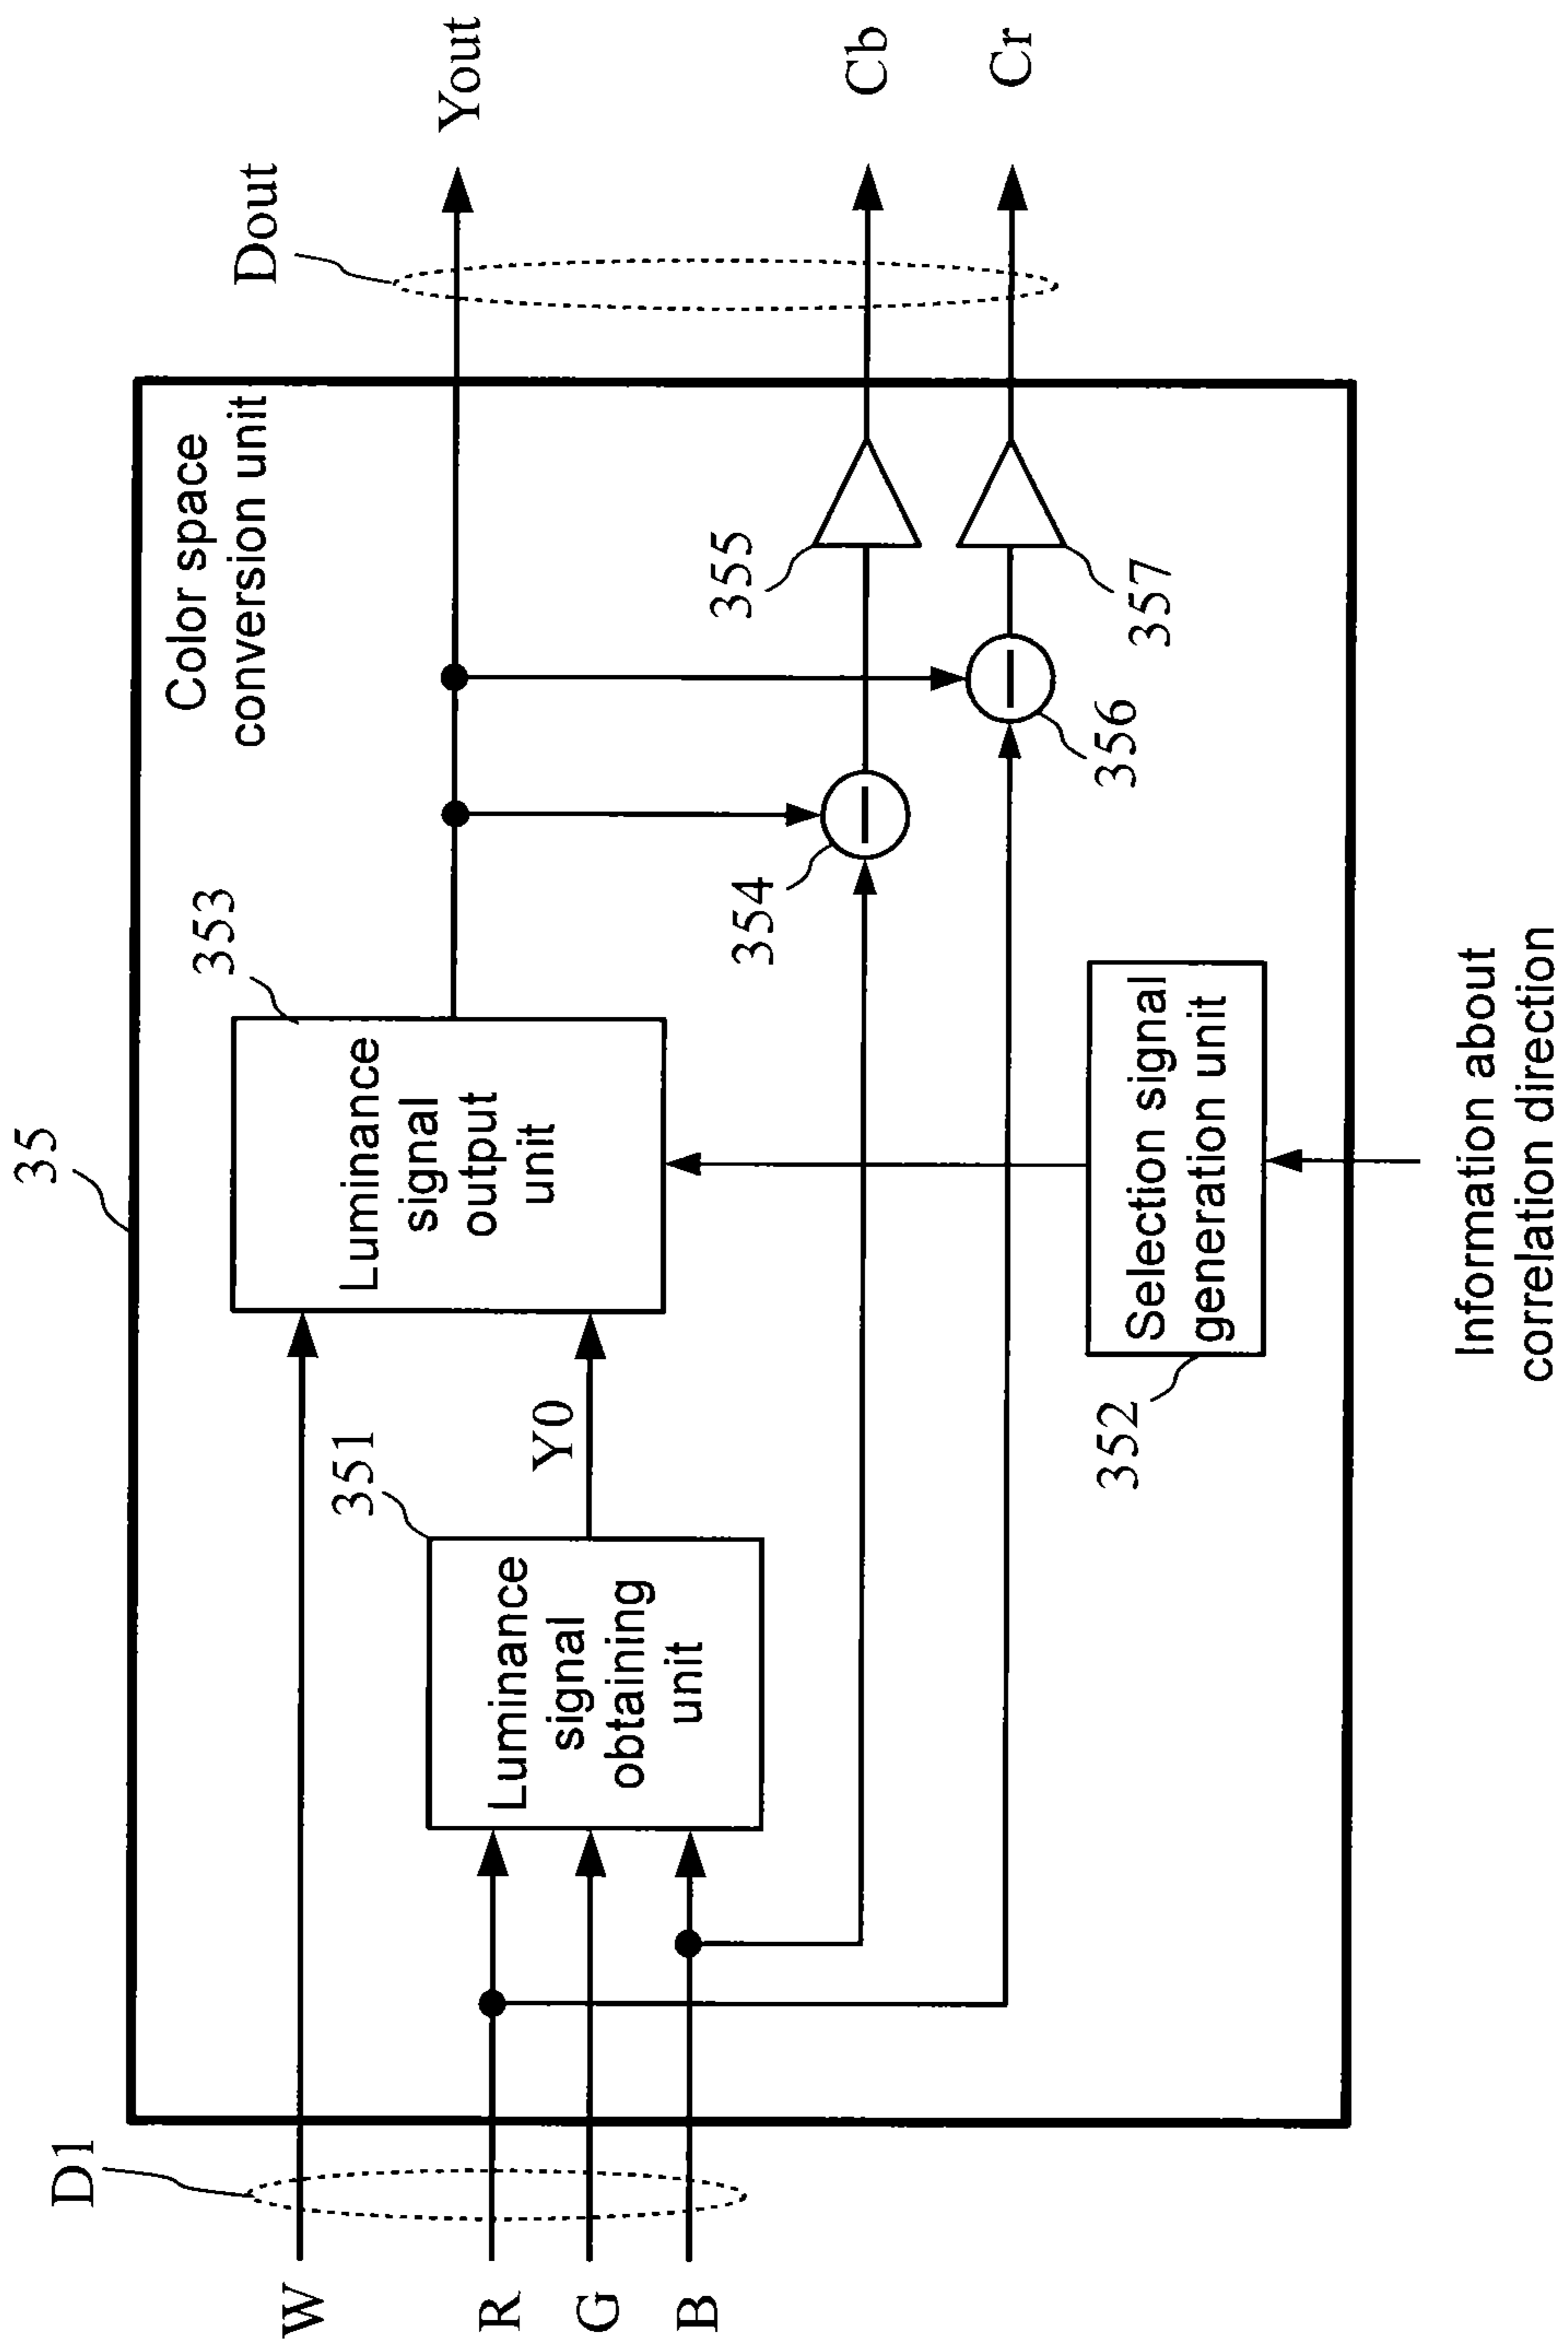 35
D1
Dout
Color space
conversion unit
W
R
G
B
351
Luminance
signal
obtaining
unit
Y0
353
Luminance
signal
output
unit
352
Selection signal
generation unit
354
355
356
357
Yout
Cb
Cr
Information about
correlation direction